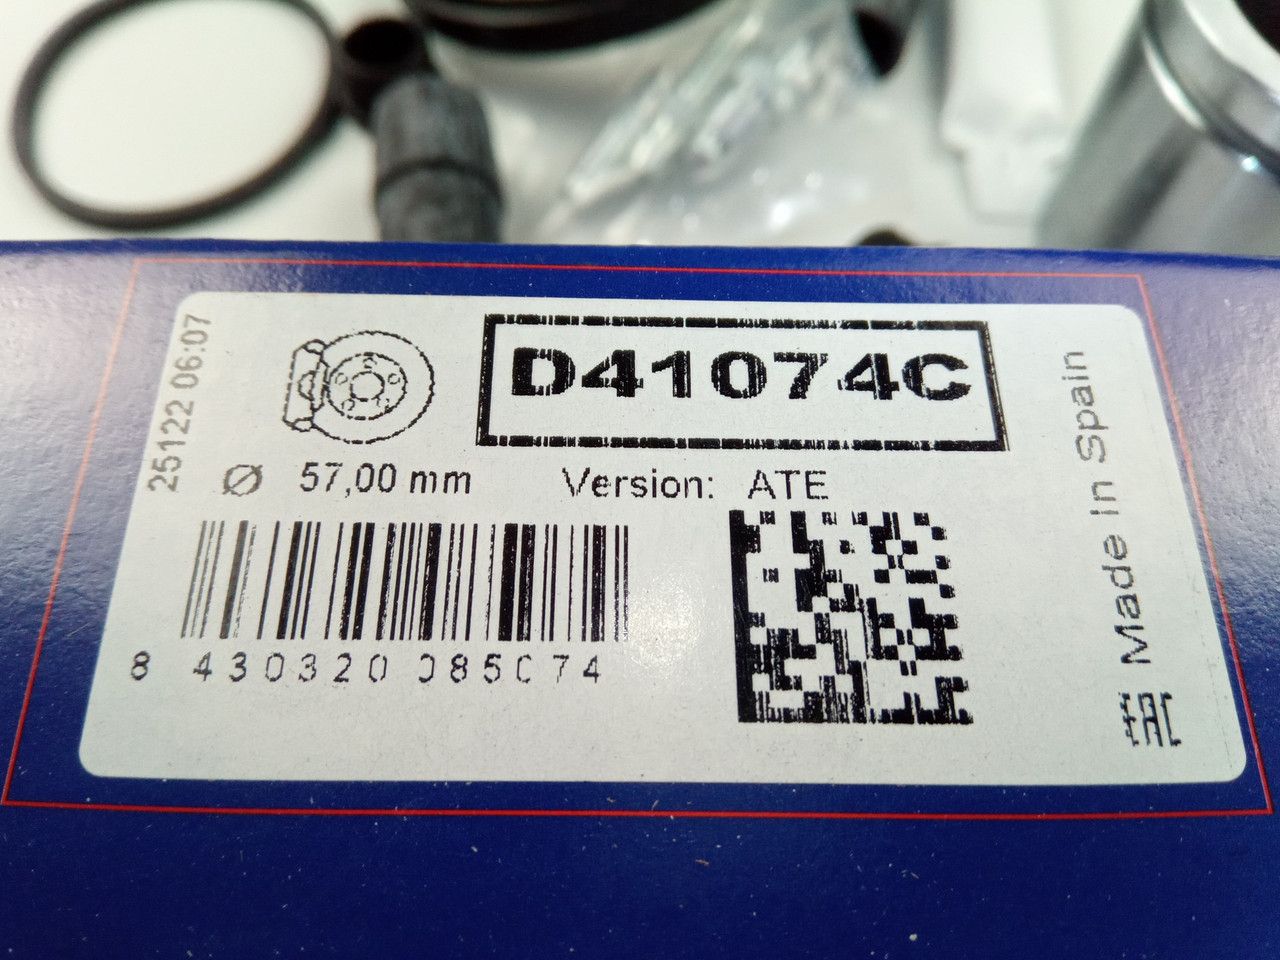 25122 06:07
D41074C
Ø 57,00 mm
Version: ATE
8 430320 085074
Made In Spain
EAC